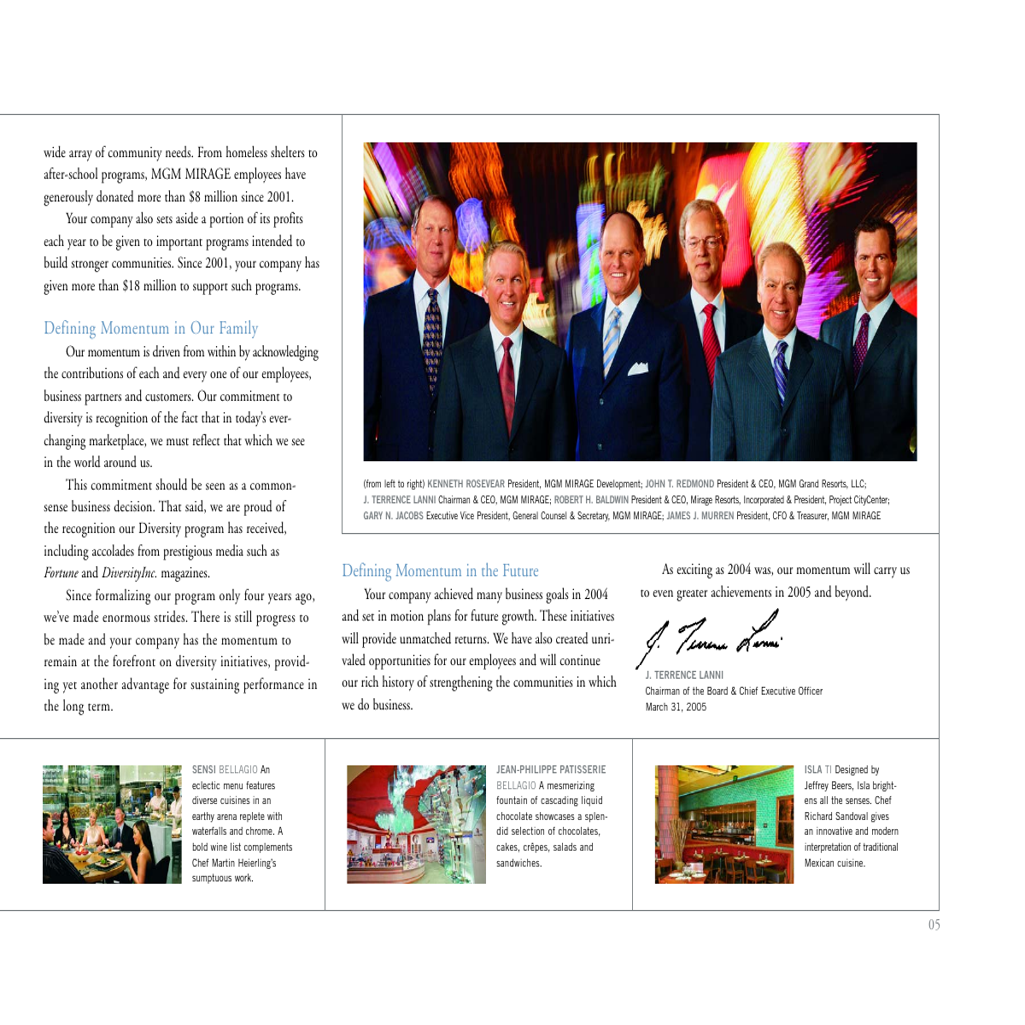 wide array of community needs. From homeless shelters to
after-school programs, MGM MIRAGE employees have
generously donated more than $8 million since 2001.
Your company also sets aside a portion of its profits
each year to be given to important programs intended to
build stronger communities. Since 2001, your company has
given more than $18 million to support such programs.
Defining Momentum in Our Family
Our momentum is driven from within by acknowledging
the contributions of each and every one of our employees,
business partners and customers. Our commitment to
diversity is recognition of the fact that in today's ever-
changing marketplace, we must reflect that which we see
in the world around us.
This commitment should be seen as a common-
sense business decision. That said, we are proud of
the recognition our Diversity program has received,
including accolades from prestigious media such as
Fortune and DiversityInc. magazines.
Since formalizing our program only four years ago,
we've made enormous strides. There is still progress to
be made and your company has the momentum to
remain at the forefront on diversity initiatives, provid-
ing yet another advantage for sustaining performance in
the long term.
(from left to right) KENNETH ROSEVEAR President, MGM MIRAGE Development; JOHN T. REDMOND President & CEO, MGM Grand Resorts, LLC;
J. TERRENCE LANNI Chairman & CEO, MGM MIRAGE; ROBERT H. BALDWIN President & CEO, Mirage Resorts, Incorporated & President, Project CityCenter;
GARY N. JACOBS Executive Vice President, General Counsel & Secretary, MGM MIRAGE; JAMES J. MURREN President, CFO & Treasurer, MGM MIRAGE
Defining Momentum in the Future
Your company achieved many business goals in 2004
and set in motion plans for future growth. These initiatives
will provide unmatched returns. We have also created unri-
valed opportunities for our employees and will continue
our rich history of strengthening the communities in which
we do business.
As exciting as 2004 was, our momentum will carry us
to even greater achievements in 2005 and beyond.
J. Terrence Lanni
J. TERRENCE LANNI
Chairman of the Board & Chief Executive Officer
March 31, 2005
SENSI BELLAGIO An
eclectic menu features
diverse cuisines in an
earthy arena replete with
waterfalls and chrome. A
bold wine list complements
Chef Martin Heierling's
sumptuous work.
JEAN-PHILIPPE PATISSERIE
BELLAGIO A mesmerizing
fountain of cascading liquid
chocolate showcases a splen-
did selection of chocolates,
cakes, crêpes, salads and
sandwiches.
ISLA TI Designed by
Jeffrey Beers, Isla bright-
ens all the senses. Chef
Richard Sandoval gives
an innovative and modern
interpretation of traditional
Mexican cuisine.
05